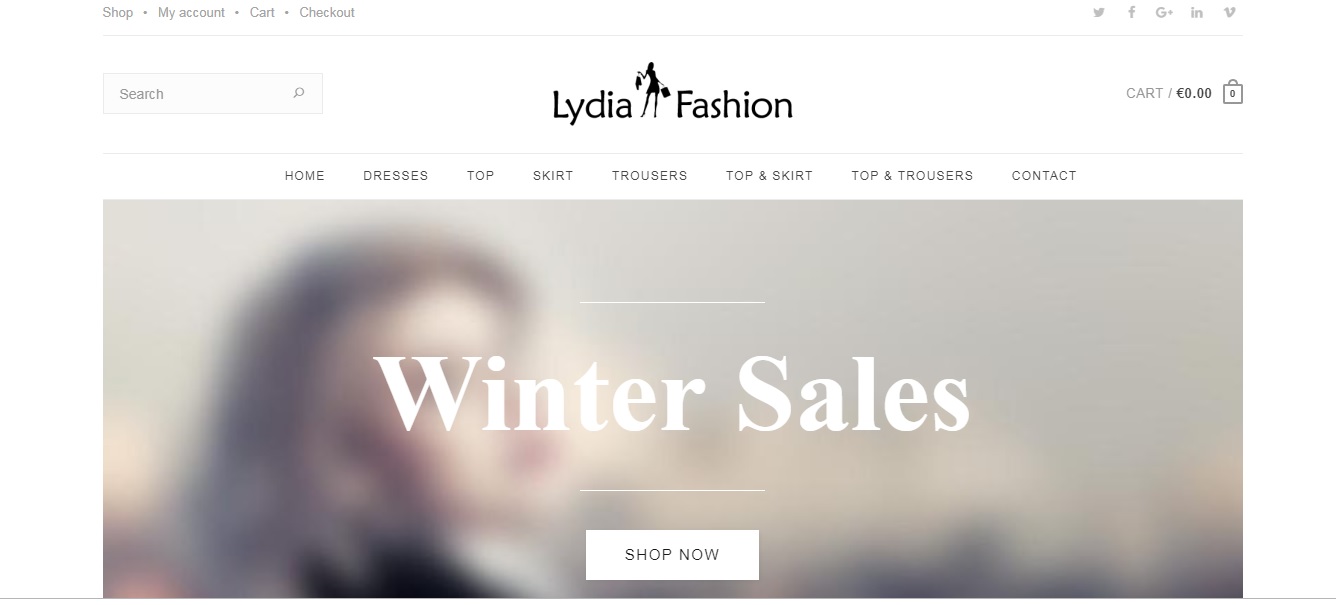 Shop • My account • Cart • Checkout
Search
Lydia Fashion
CART / €0.00 0
HOME DRESSES TOP SKIRT TROUSERS TOP & SKIRT TOP & TROUSERS CONTACT
Winter Sales
SHOP NOW